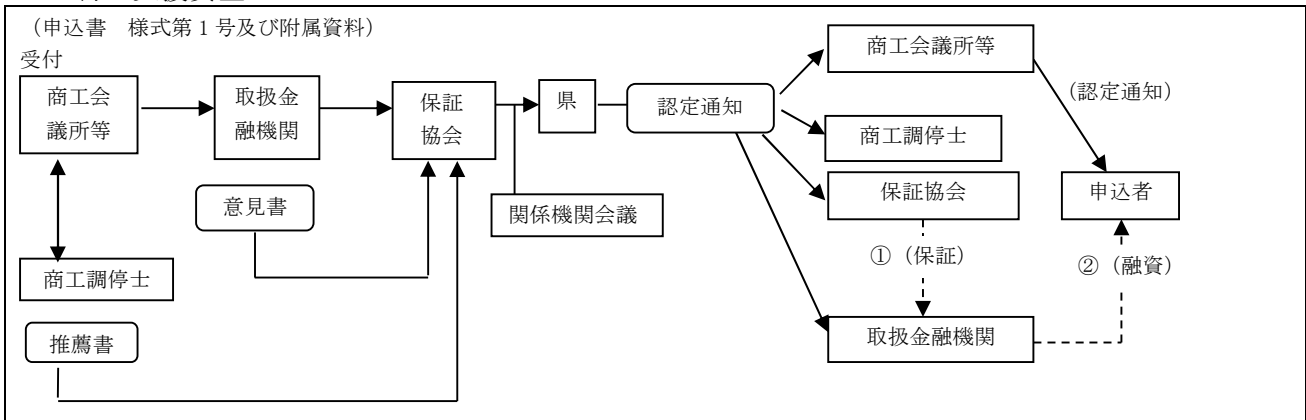 (申込書 様式第1号及び附属資料)
受付
商工会
議所等
取扱金
融機関
保証
協会
県
認定通知
商工会議所等
(認定通知)
商工調停士
保証協会
申込者
意見書
関係機関会議
①(保証)
②(融資)
商工調停士
取扱金融機関
推薦書